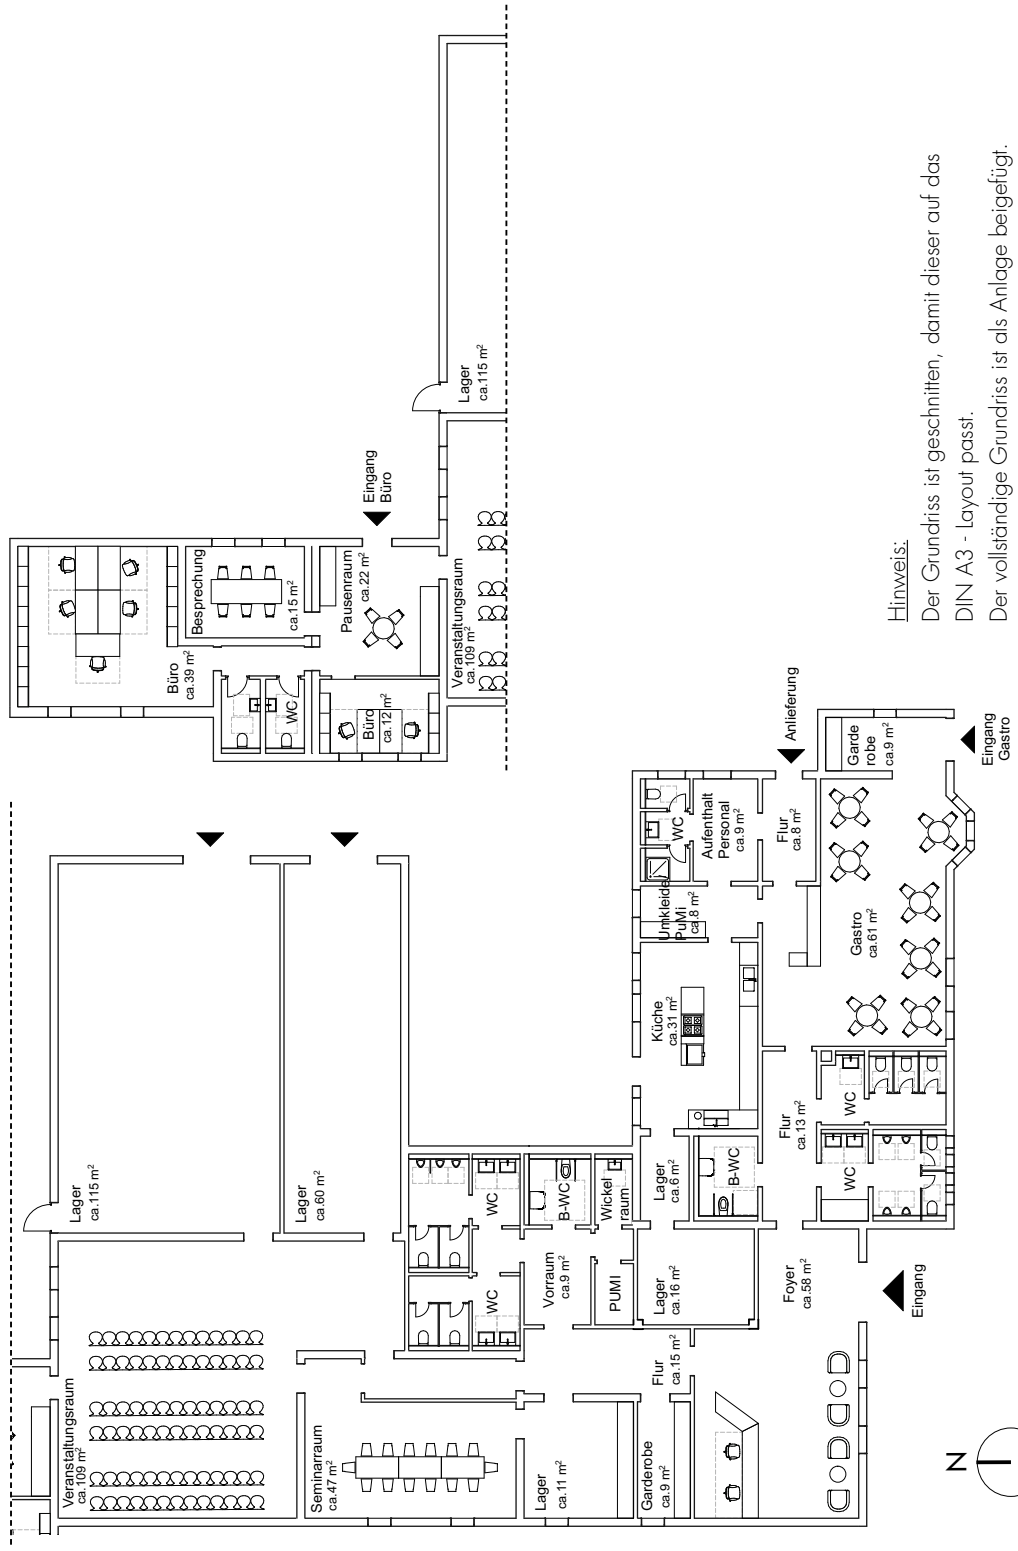 Büro
ca.39 m²
Besprechung
ca.15 m²
WC
Büro
ca.12 m²
Pausenraum
ca.22 m²
Eingang
Büro
Veranstaltungsraum
ca.109 m²
Lager
ca.115 m²
Hinweis:
Der Grundriss ist geschnitten, damit dieser auf das
DIN A3 - Layout passt.
Der vollständige Grundriss ist als Anlage beigefügt.
Veranstaltungsraum
ca.109 m²
Lager
ca.115 m²
Lager
ca.60 m²
Seminarraum
ca.47 m²
WC
WC
B-WC
Vorraum
ca.9 m²
Wickel
raum
PUMI
Lager
ca.11 m²
Garderobe
ca.9 m²
Flur
ca.15 m²
Lager
ca.16 m²
Lager
ca.6 m²
B-WC
Küche
ca.31 m²
Umkleide/
PuMi
ca.8 m²
WC
Aufenthalt
Personal
ca.9 m²
Flur
ca.8 m²
Anlieferung
Garde
robe
ca.9 m²
Eingang
Gastro
Gastro
ca.61 m²
Flur
ca.13 m²
WC
WC
Foyer
ca.58 m²
Eingang
N